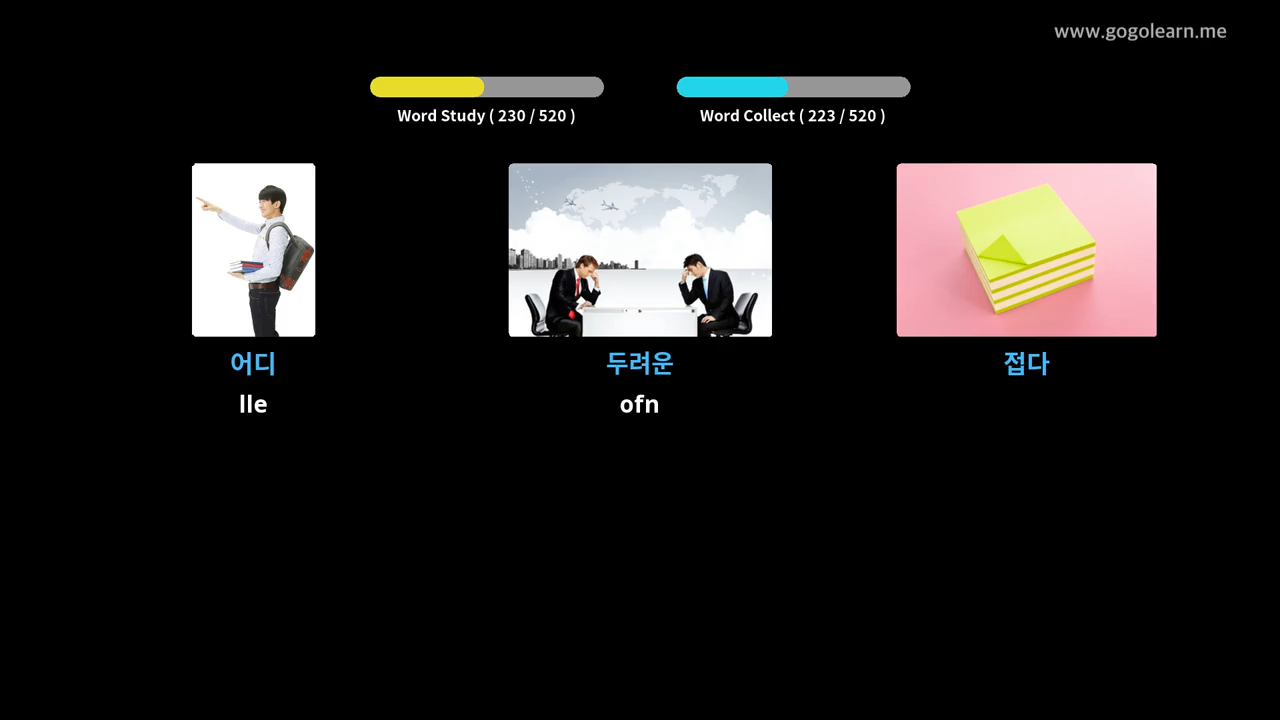 www.gogolearn.me
Word Study ( 230 / 520 )
Word Collect ( 223 / 520 )
어디
두려운
접다
lle
ofn